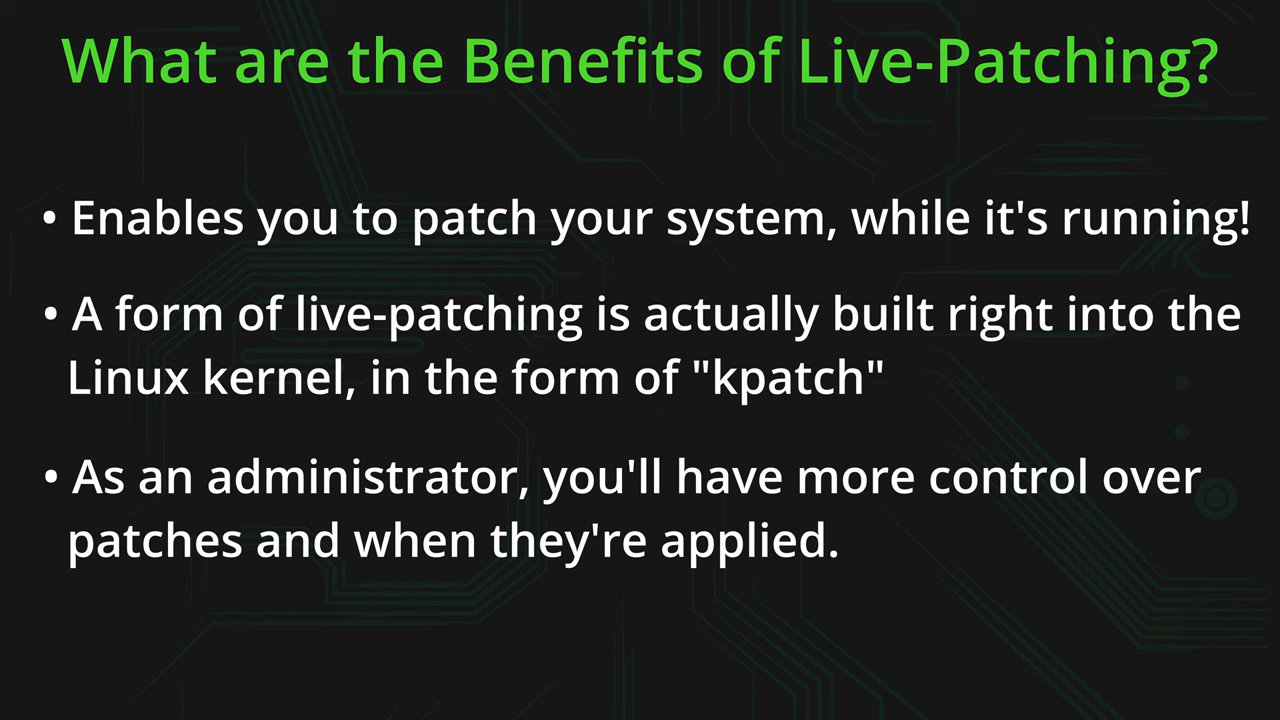 What are the Benefits of Live-Patching?
• Enables you to patch your system, while it's running!
• A form of live-patching is actually built right into the
Linux kernel, in the form of "kpatch"
• As an administrator, you'll have more control over
patches and when they're applied.